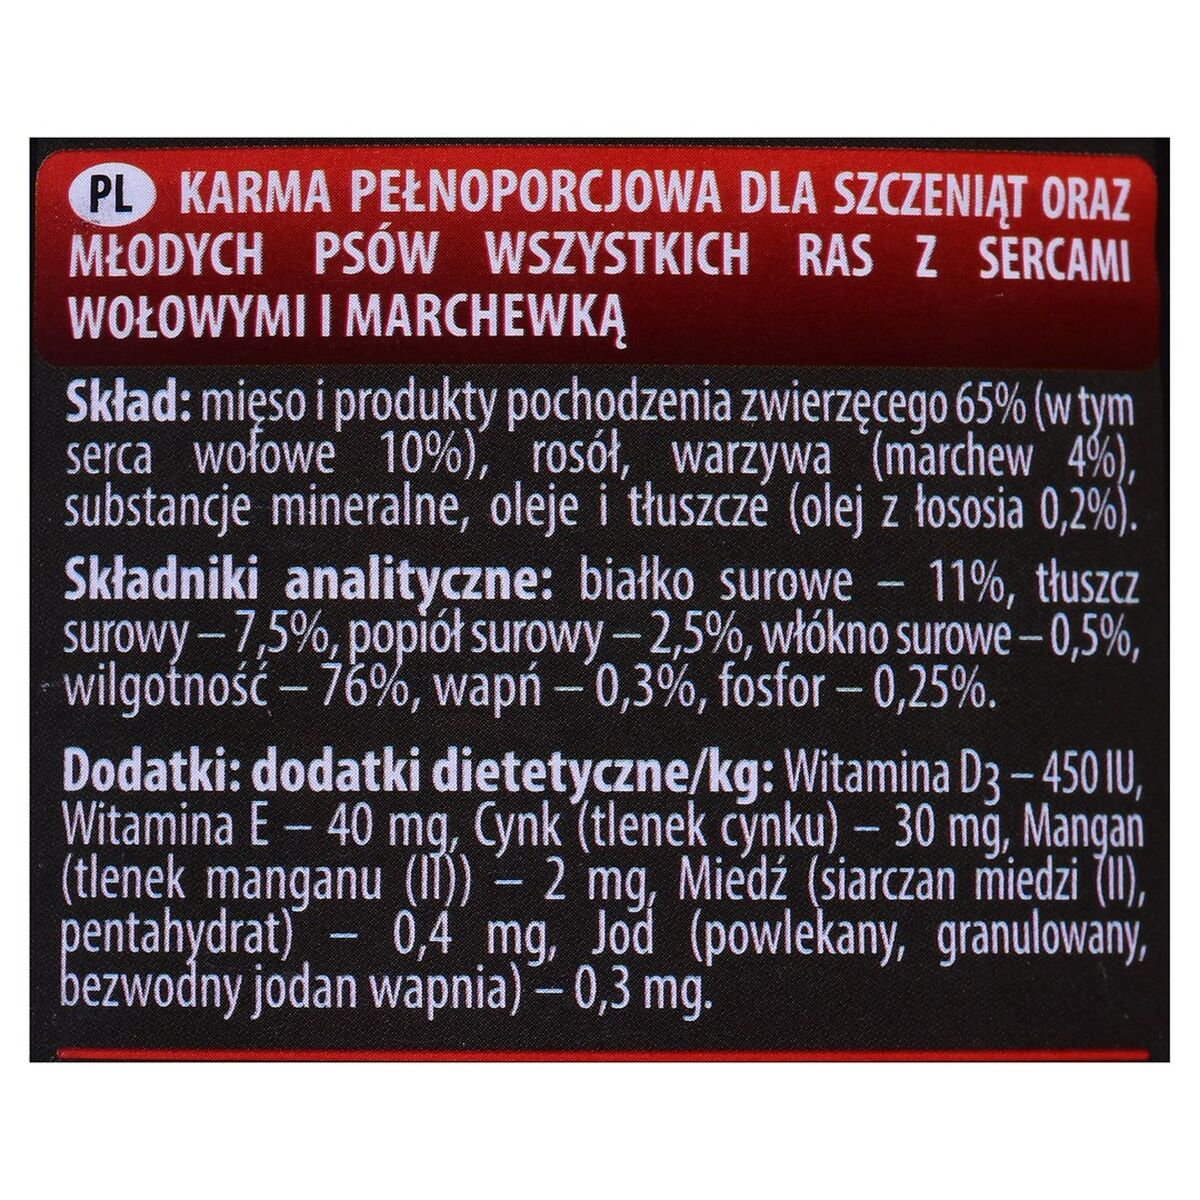 PL KARMA PEŁNOPORCJOWA DLA SZCZENIĄT ORAZ
MŁODYCH PSÓW WSZYSTKICH RAS Z SERCAMI
WOŁOWYMI I MARCHEWKĄ
Skład: mięso i produkty pochodzenia zwierzęcego 65% (w tym
serca wołowe 10%), rosół, warzywa (marchew 4%),
substancje mineralne, oleje i tłuszcze (olej z łososia 0,2%).
Składniki analityczne: białko surowe – 11%, tłuszcz
surowy – 7,5%, popiół surowy – 2,5%, włókno surowe – 0,5%,
wilgotność – 76%, wapń – 0,3%, fosfor – 0,25%.
Dodatki: dodatki dietetyczne/kg: Witamina D3 – 450 IU,
Witamina E – 40 mg, Cynk (tlenek cynku) – 30 mg, Mangan
(tlenek manganu (II)) – 2 mg, Miedź (siarczan miedzi (II),
pentahydrat) – 0,4 mg, Jod (powlekany, granulowany,
bezwodny jodan wapnia) – 0,3 mg.